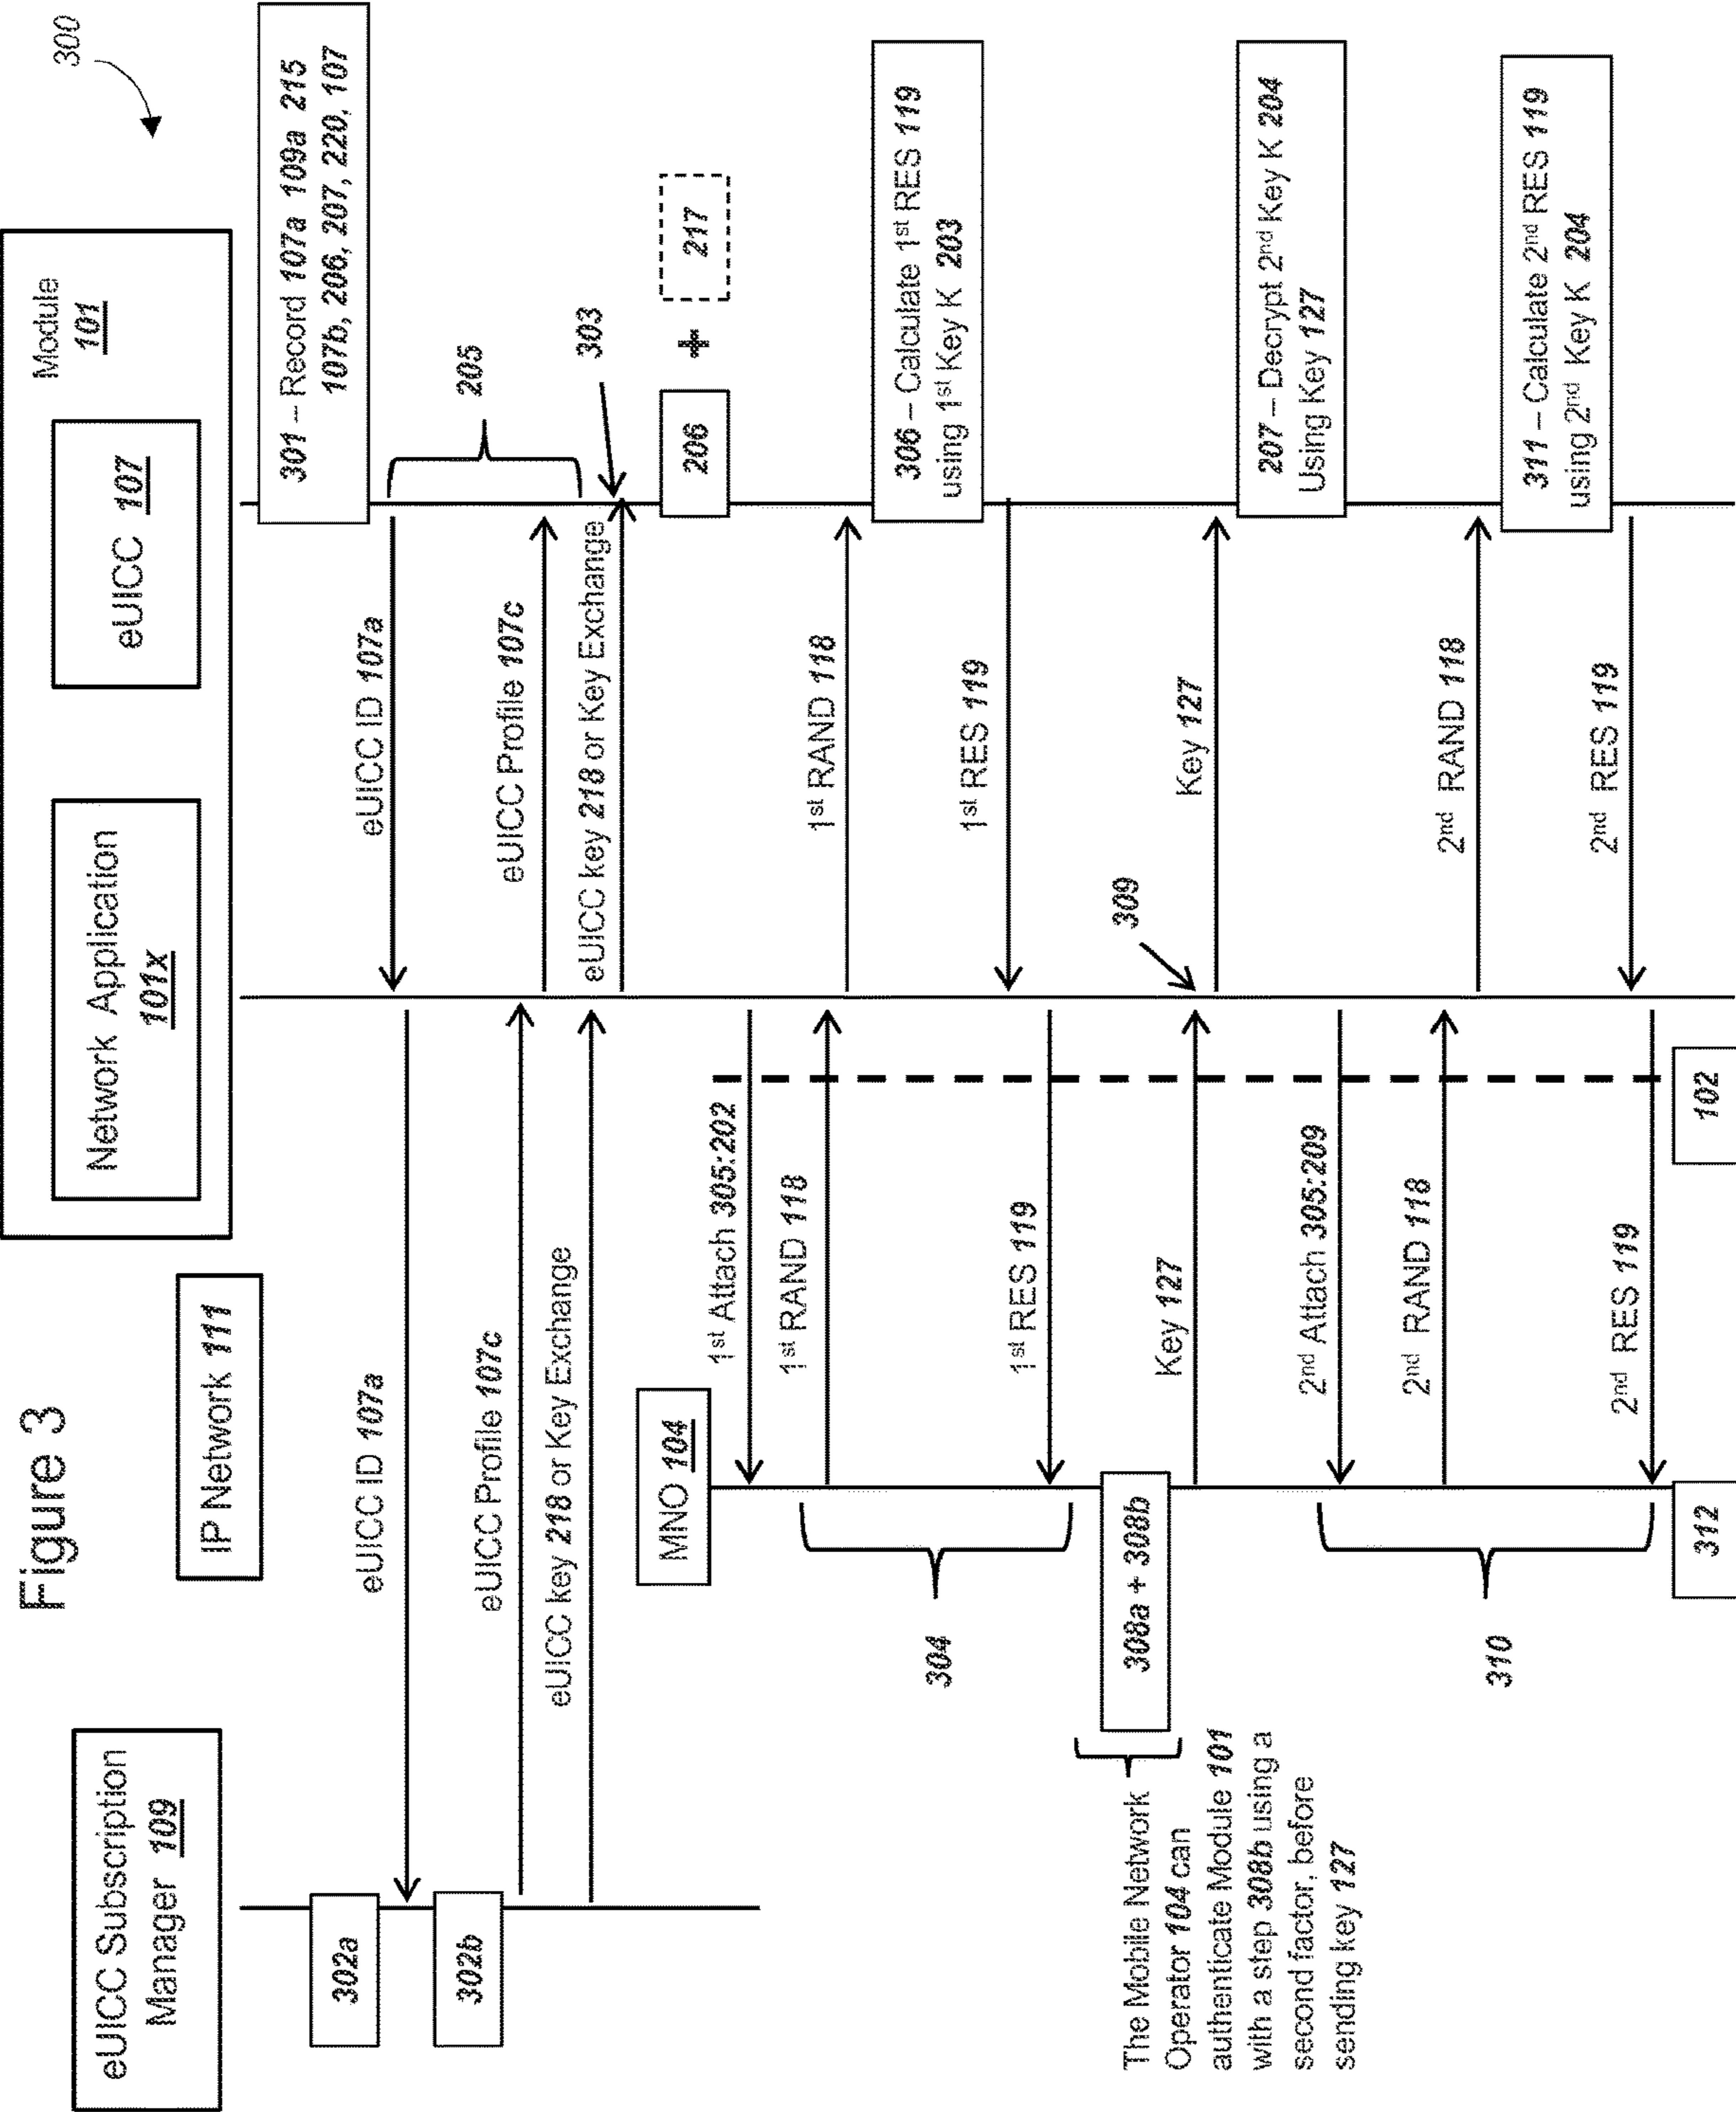 Figure 3
300
eUICC Subscription
Manager 109
IP Network 111
Module
101
Network Application
101x
eUICC 107
301 – Record 107a 109a 215
107b, 206, 207, 220, 107
302a
eUICC ID 107a
eUICC ID 107a
205
302b
eUICC Profile 107c
eUICC Profile 107c
eUICC key 218 or Key Exchange
eUICC key 218 or Key Exchange
303
MNO 104
206
+
217
1st Attach 305:202
1st RAND 118
1st RAND 118
306 – Calculate 1st RES 119
using 1st Key K 203
304
1st RES 119
1st RES 119
The Mobile Network
Operator 104 can
authenticate Module 101
with a step 308b using a
second factor, before
sending key 127
308a + 308b
309
Key 127
Key 127
207 – Decrypt 2nd Key K 204
Using Key 127
2nd Attach 305:209
310
2nd RAND 118
2nd RAND 118
311 – Calculate 2nd RES 119
using 2nd Key K 204
2nd RES 119
2nd RES 119
312
102